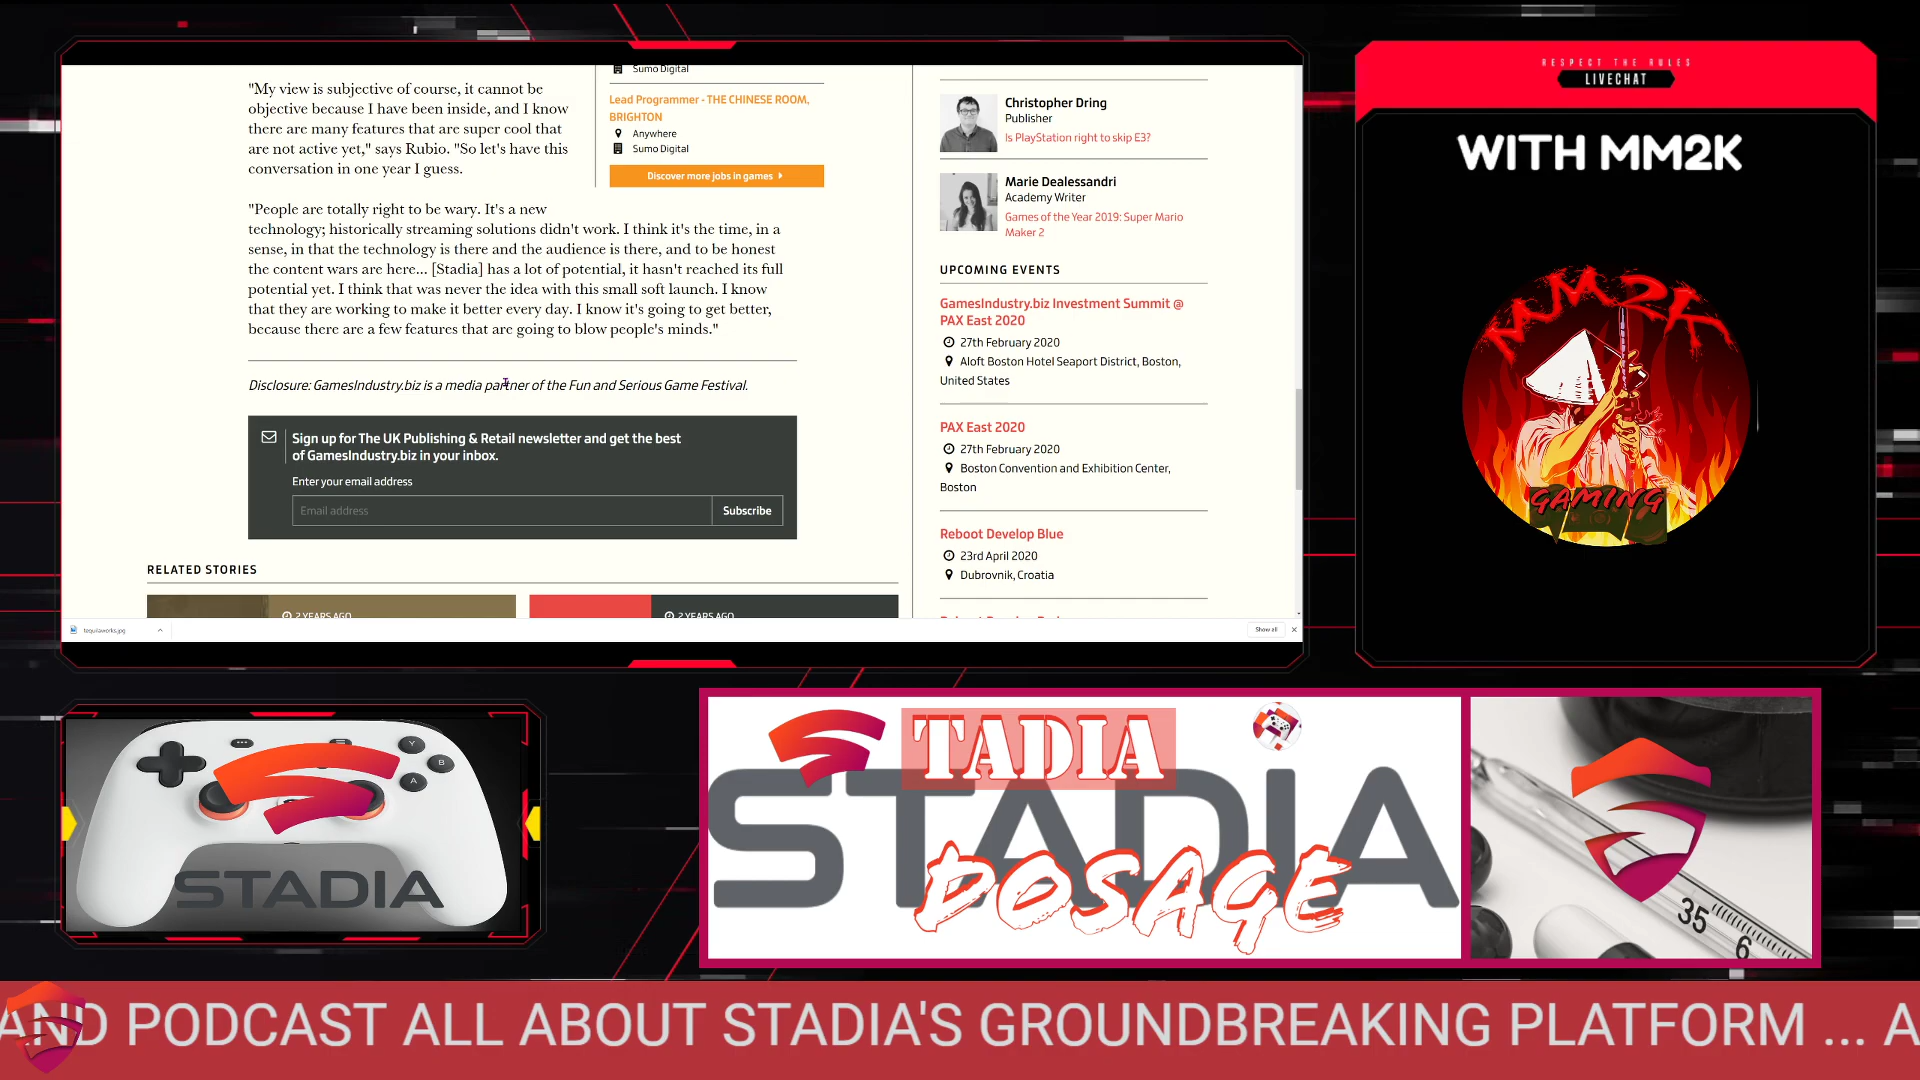 Sumo Digital
"My view is subjective of course, it cannot be
objective because I have been inside, and I know
there are many features that are super cool that
are not active yet," says Rubio. "So let's have this
conversation in one year I guess.
Lead Programmer - THE CHINESE ROOM,
BRIGHTON
Anywhere
Sumo Digital
Discover more jobs in games
"People are totally right to be wary. It's a new
technology; historically streaming solutions didn't work. I think it's the time, in a
sense, in that the technology is there and the audience is there, and to be honest
the content wars are here... [Stadia] has a lot of potential, it hasn't reached its full
potential yet. I think that was never the idea with this small soft launch. I know
that they are working to make it better every day. I know it's going to get better,
because there are a few features that are going to blow people's minds."
Disclosure: GamesIndustry.biz is a media partner of the Fun and Serious Game Festival.
Sign up for The UK Publishing & Retail newsletter and get the best
of GamesIndustry.biz in your inbox.
Enter your email address
Email address
Subscribe
RELATED STORIES
2 YEARS AGO
2 YEARS AGO
Christopher Dring
Publisher
Is PlayStation right to skip E3?
Marie Dealessandri
Academy Writer
Games of the Year 2019: Super Mario
Maker 2
UPCOMING EVENTS
GamesIndustry.biz Investment Summit @
PAX East 2020
27th February 2020
Aloft Boston Hotel Seaport District, Boston,
United States
PAX East 2020
27th February 2020
Boston Convention and Exhibition Center,
Boston
Reboot Develop Blue
23rd April 2020
Dubrovnik, Croatia
tequilaworks.jpg
Show all
RESPECT THE RULES
LIVECHAT
WITH MM2K
MM2K
GAMING
Y
B
A
STADIA
TADIA
STADIA
DOSAGE
35
6
AND PODCAST ALL ABOUT STADIA'S GROUNDBREAKING PLATFORM ... A